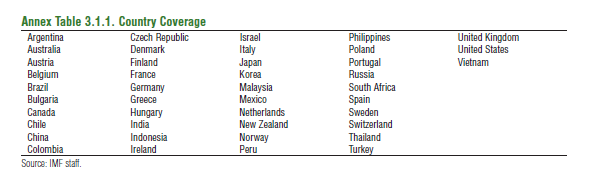 Annex Table 3.1.1. Country Coverage
Argentina Czech Republic Israel Philippines United Kingdom
Australia Denmark Italy Poland United States
Austria Finland Japan Portugal Vietnam
Belgium France Korea Russia
Brazil Germany Malaysia South Africa
Bulgaria Greece Mexico Spain
Canada Hungary Netherlands Sweden
Chile India New Zealand Switzerland
China Indonesia Norway Thailand
Colombia Ireland Peru Turkey
Source: IMF staff.